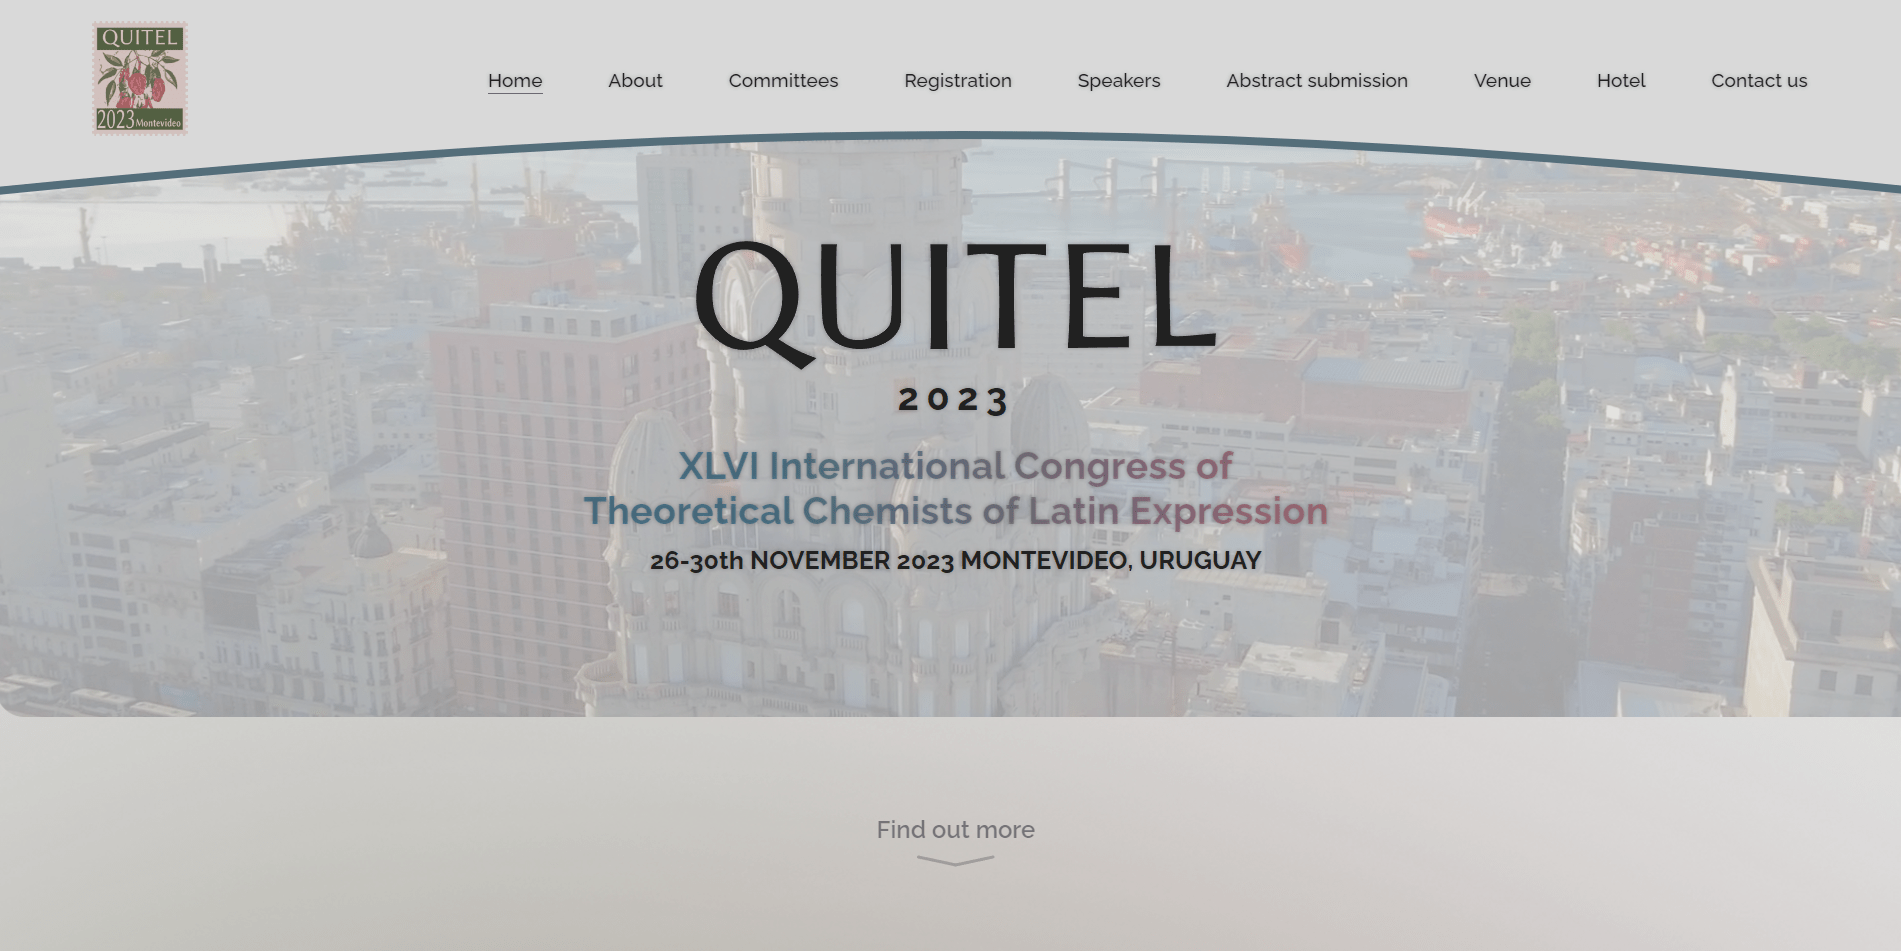 QUITEL
2023 Montevideo
Home About Committees Registration Speakers Abstract submission Venue Hotel Contact us
QUITEL
2023
XLVI International Congress of
Theoretical Chemists of Latin Expression
26-30th NOVEMBER 2023 MONTEVIDEO, URUGUAY
Find out more